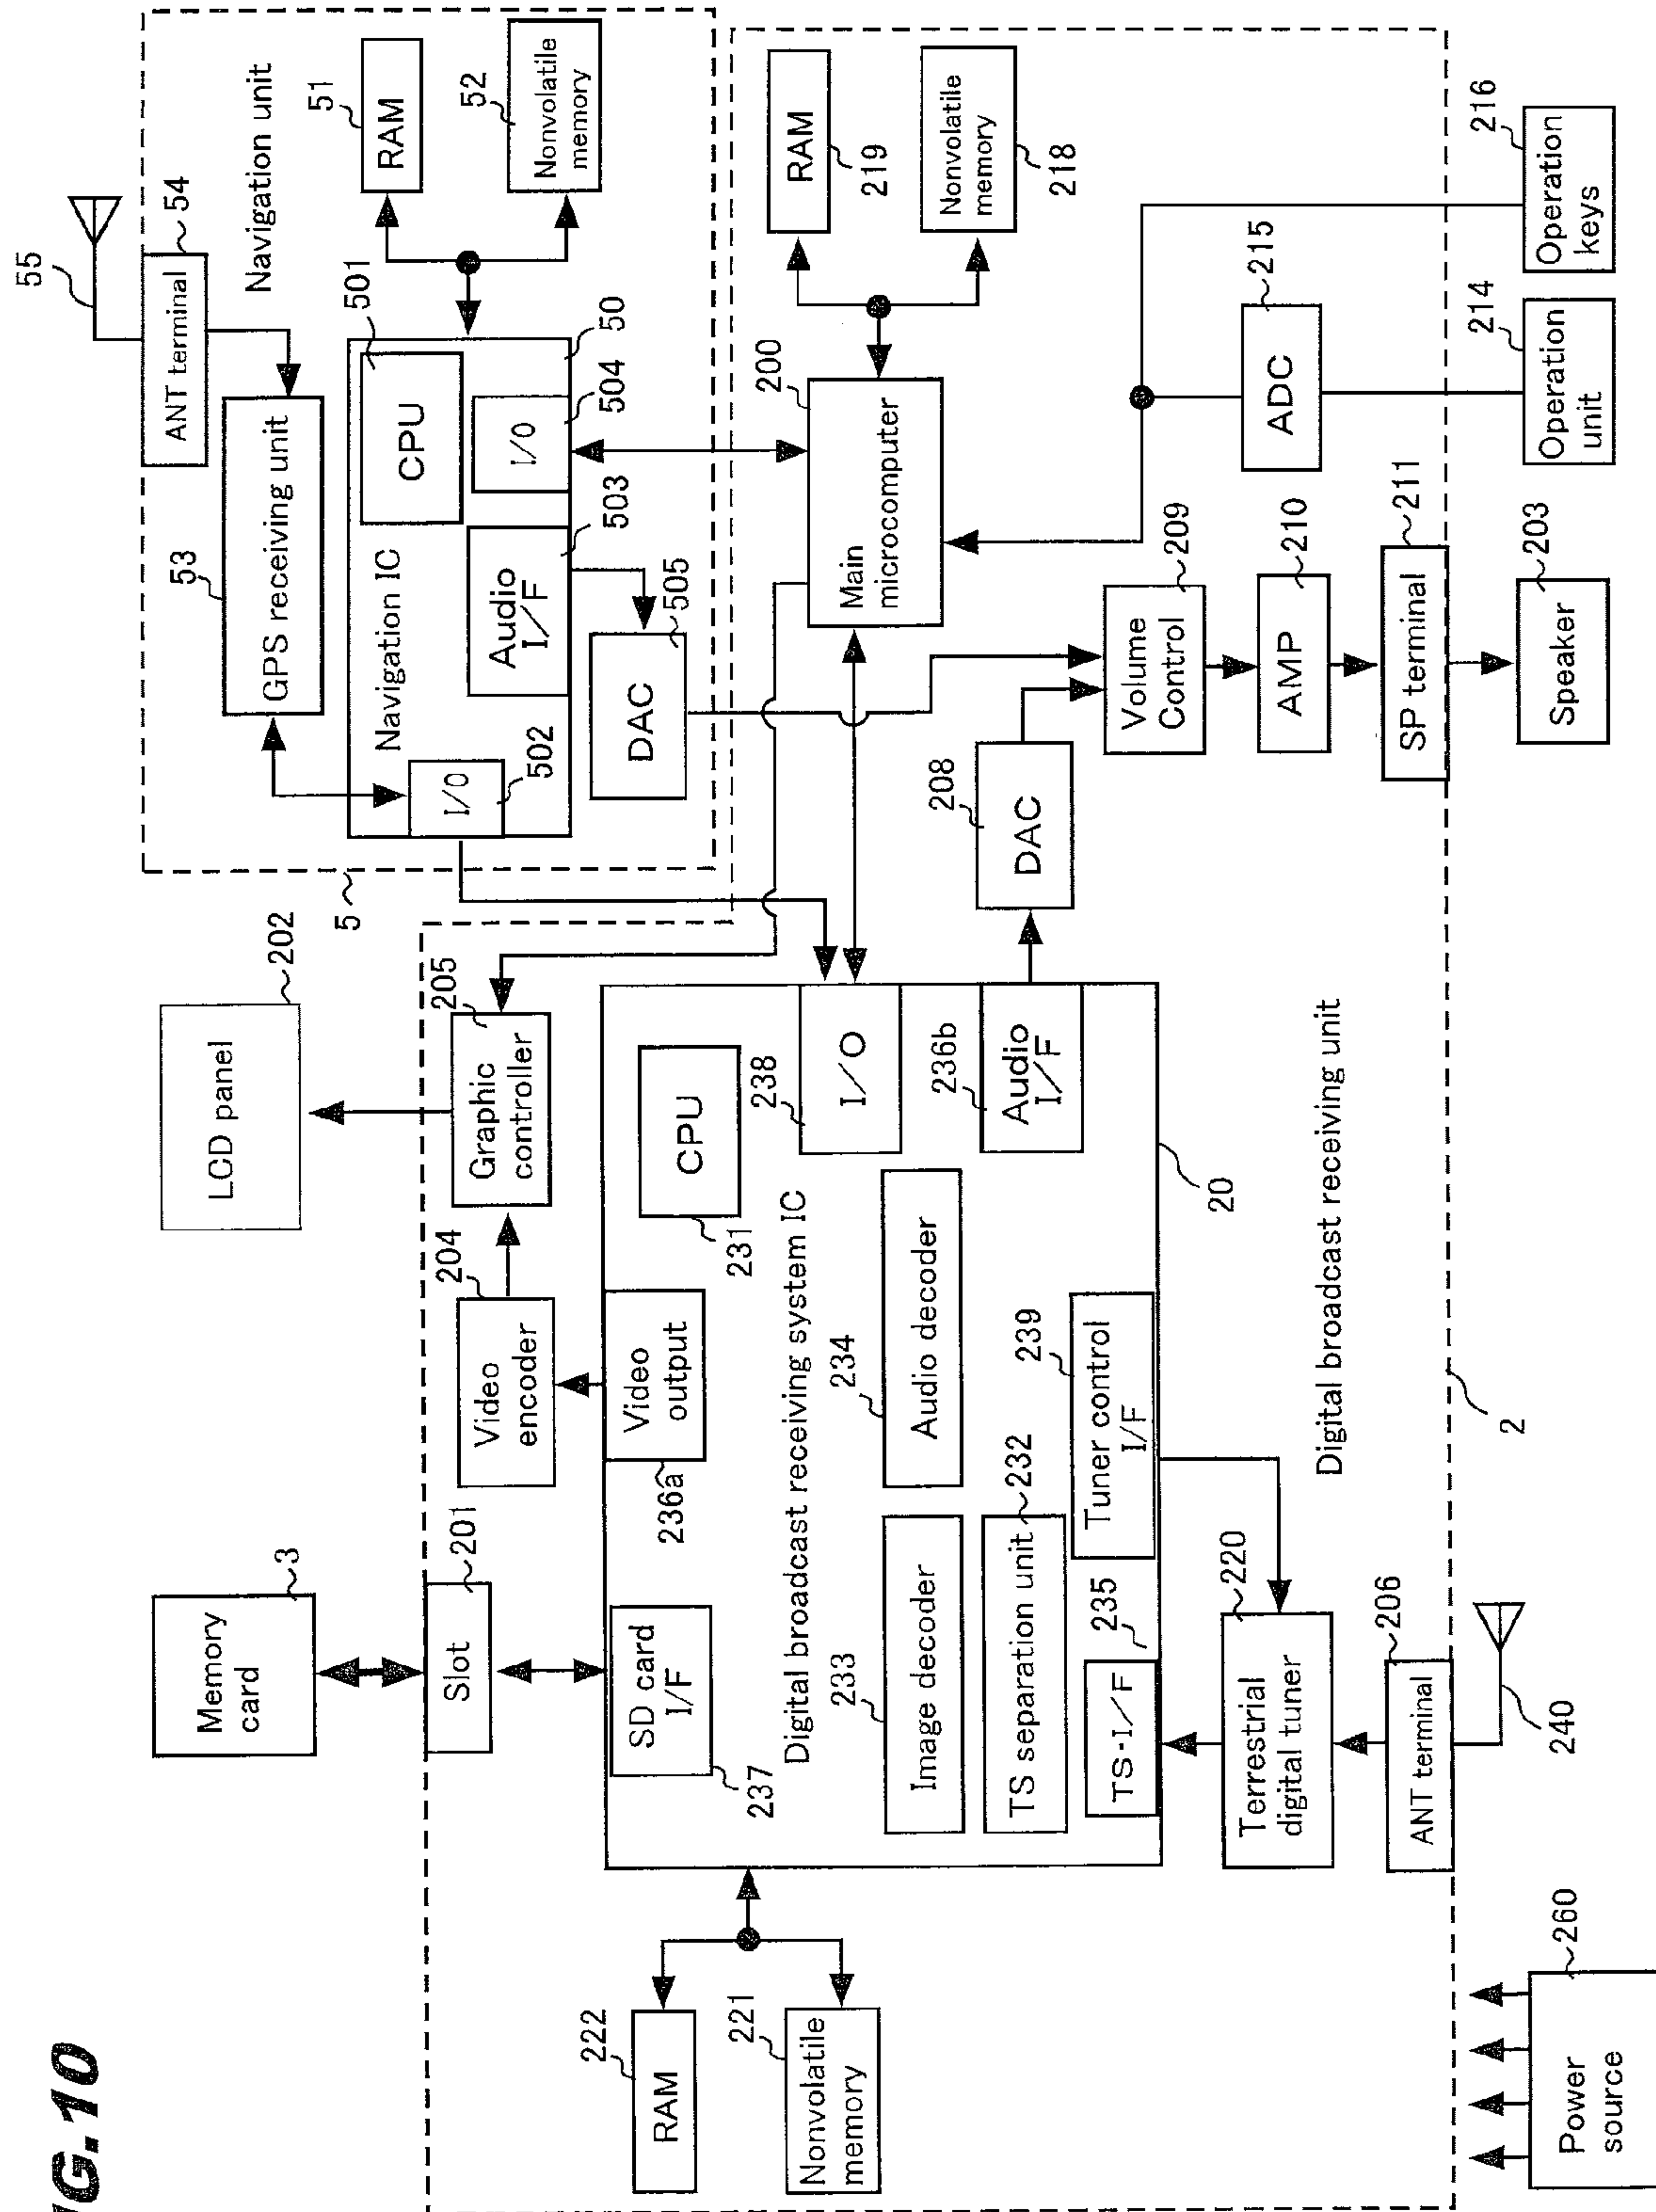 IG.10
Memory
card
3
LCD panel
202
55
ANT terminal
54
Navigation unit
53
GPS receiving unit
Navigation IC
CPU
501
I/O
502
Audio
I/F
503
I/O
504
50
DAC
505
RAM
51
Nonvolatile
memory
52
5
Slot
201
SD card
I/F
237
Video
encoder
204
Video
output
236a
Graphic
controller
205
CPU
231
Digital broadcast receiving system IC
I/O
238
Audio
I/F
236b
Image decoder
233
Audio decoder
234
TS separation unit
232
TS-I/F
235
Tuner control
I/F
239
20
RAM
222
Nonvolatile
memory
221
Main
microcomputer
200
RAM
219
Nonvolatile
memory
218
DAC
208
Volume
Control
209
AMP
210
SP terminal
211
Speaker
203
ADC
215
Operation
unit
214
Operation
keys
216
Terrestrial
digital tuner
220
ANT terminal
206
240
Digital broadcast receiving unit
2
Power
source
260